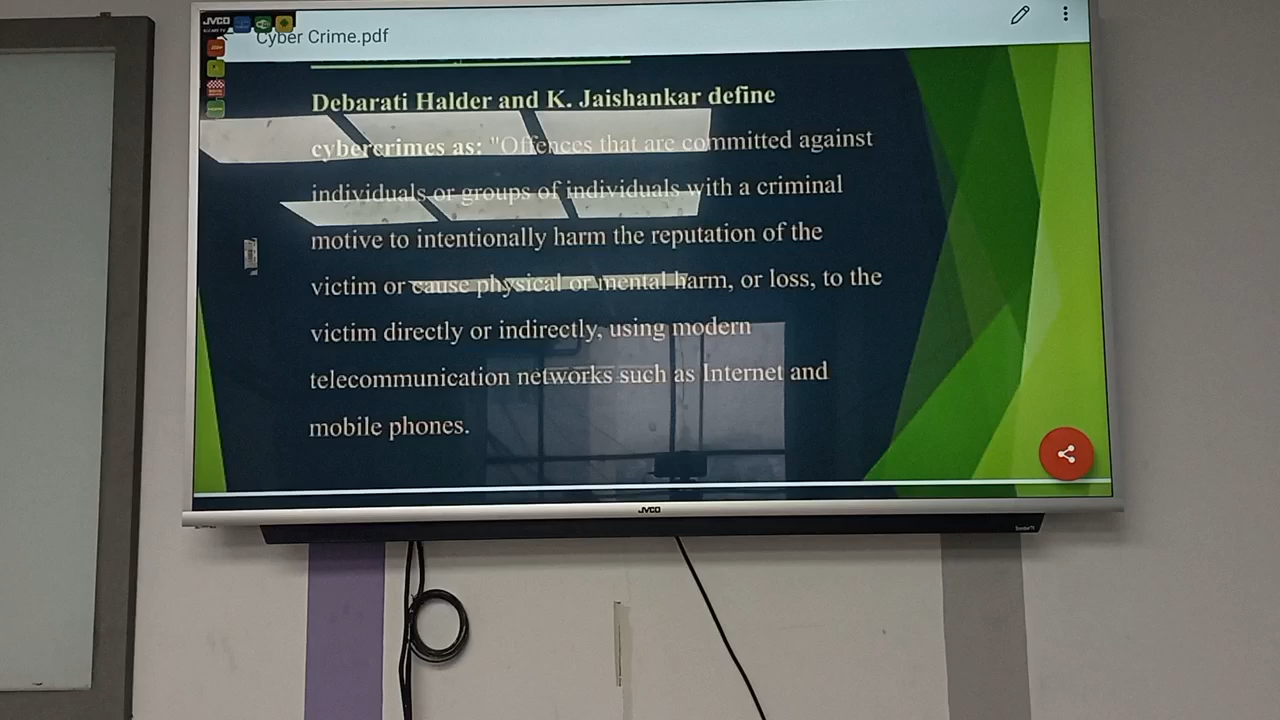 JVCO
Cyber Crime.pdf
Debarati Halder and K. Jaishankar define
cybercrimes as: "Offences that are committed against
individuals or groups of individuals with a criminal
motive to intentionally harm the reputation of the
victim or cause physical or mental harm, or loss, to the
victim directly or indirectly, using modern
telecommunication networks such as Internet and
mobile phones.
JVCO